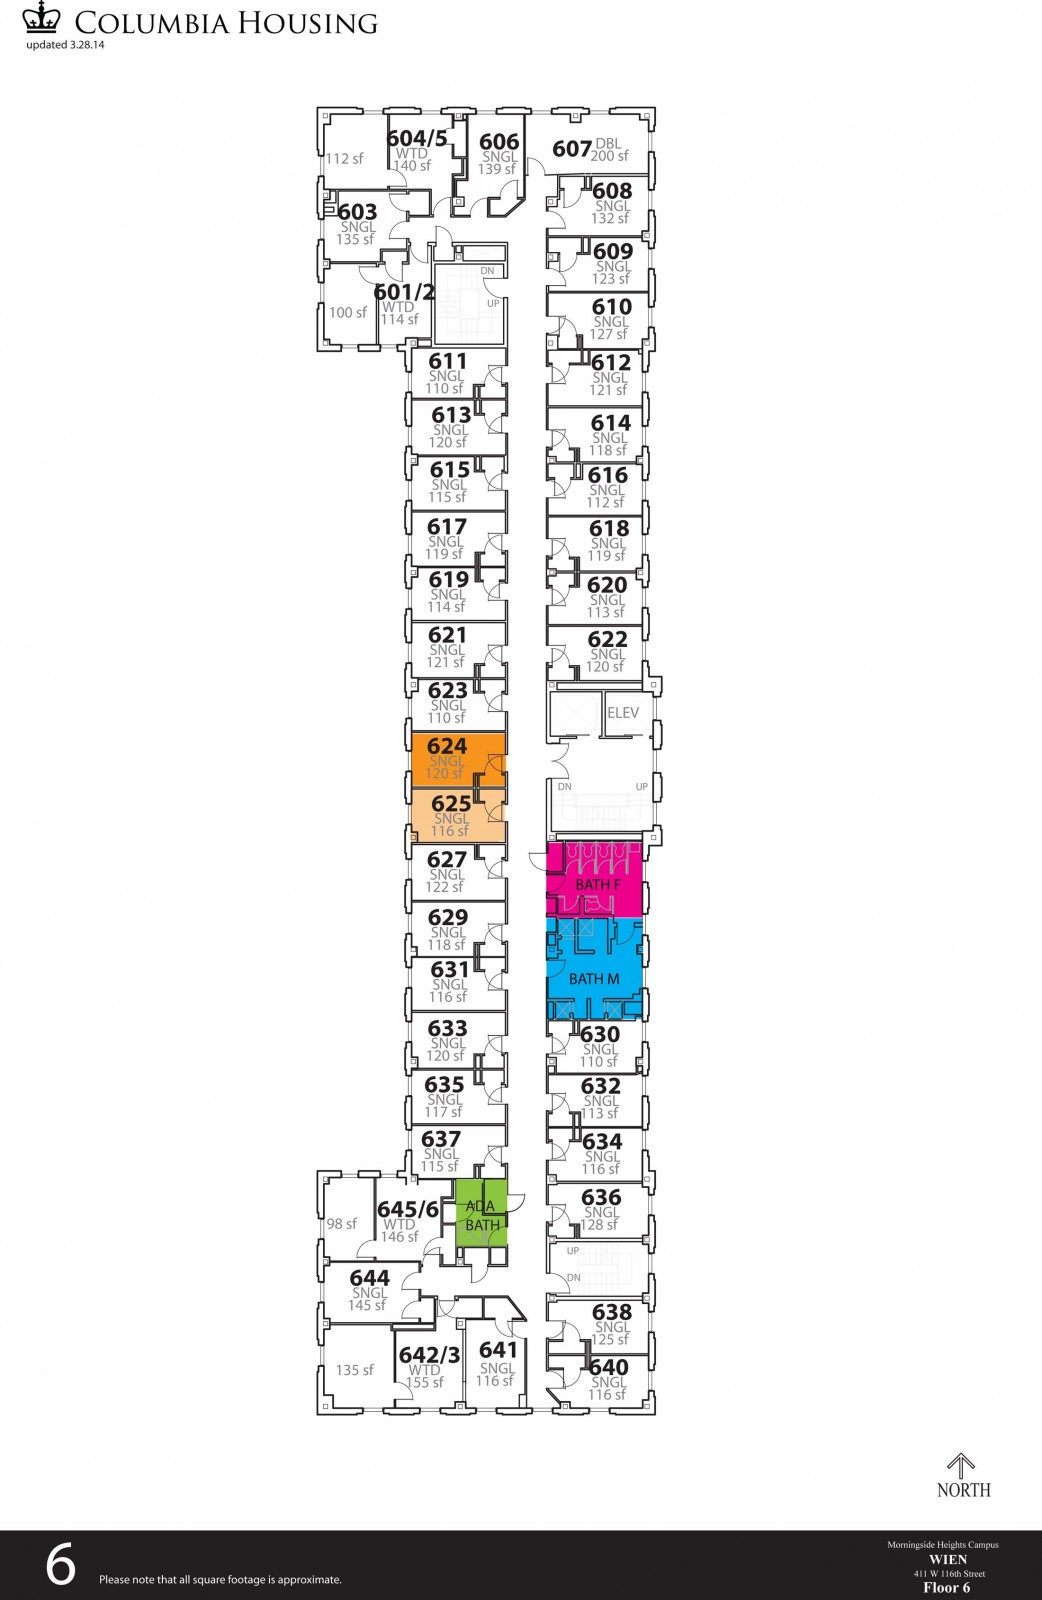 COLUMBIA HOUSING
updated 3.28.14
112 sf
604/5
WTD
140 sf
606
SNGL
139 sf
607 DBL
200 sf
603
SNGL
135 sf
608
SNGL
132 sf
609
SNGL
123 sf
100 sf
601/2
WTD
114 sf
DN
UP
610
SNGL
127 sf
611
SNGL
110 sf
612
SNGL
121 sf
613
SNGL
120 sf
614
SNGL
118 sf
615
SNGL
115 sf
616
SNGL
112 sf
617
SNGL
119 sf
618
SNGL
119 sf
619
SNGL
114 sf
620
SNGL
113 sf
621
SNGL
121 sf
622
SNGL
120 sf
623
SNGL
110 sf
ELEV
624
SNGL
120 sf
DN
UP
625
SNGL
116 sf
627
SNGL
122 sf
BATH F
629
SNGL
118 sf
BATH M
631
SNGL
116 sf
633
SNGL
120 sf
630
SNGL
110 sf
635
SNGL
117 sf
632
SNGL
113 sf
637
SNGL
115 sf
634
SNGL
116 sf
98 sf
645/6
WTD
146 sf
ADA
BATH
636
SNGL
128 sf
UP
DN
644
SNGL
145 sf
638
SNGL
125 sf
135 sf
642/3
WTD
155 sf
641
SNGL
116 sf
640
SNGL
116 sf
NORTH
6
Please note that all square footage is approximate.
Morningside Heights Campus
WIEN
411 W 116th Street
Floor 6